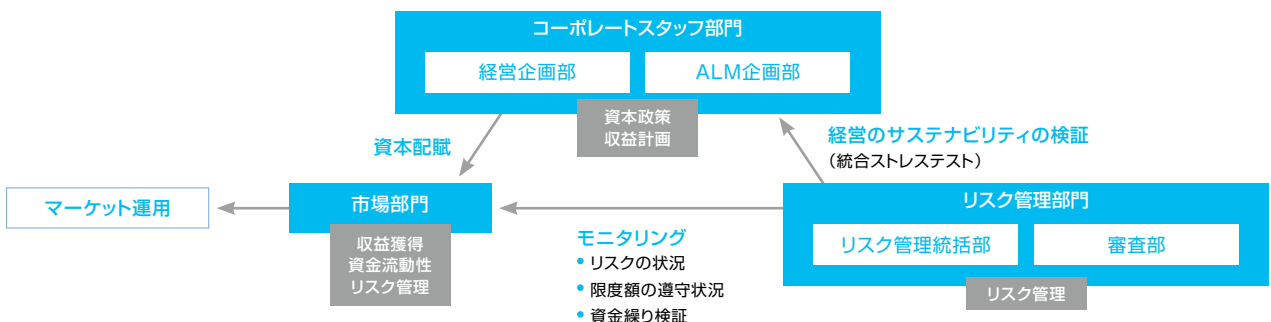 コーポレートスタッフ部門
経営企画部
ALM企画部
資本政策
収益計画
資本配賦
経営のサステナビリティの検証
（統合ストレステスト）
マーケット運用
市場部門
収益獲得
資金流動性
リスク管理
モニタリング
• リスクの状況
• 限度額の遵守状況
• 資金繰り検証
リスク管理部門
リスク管理統括部
審査部
リスク管理